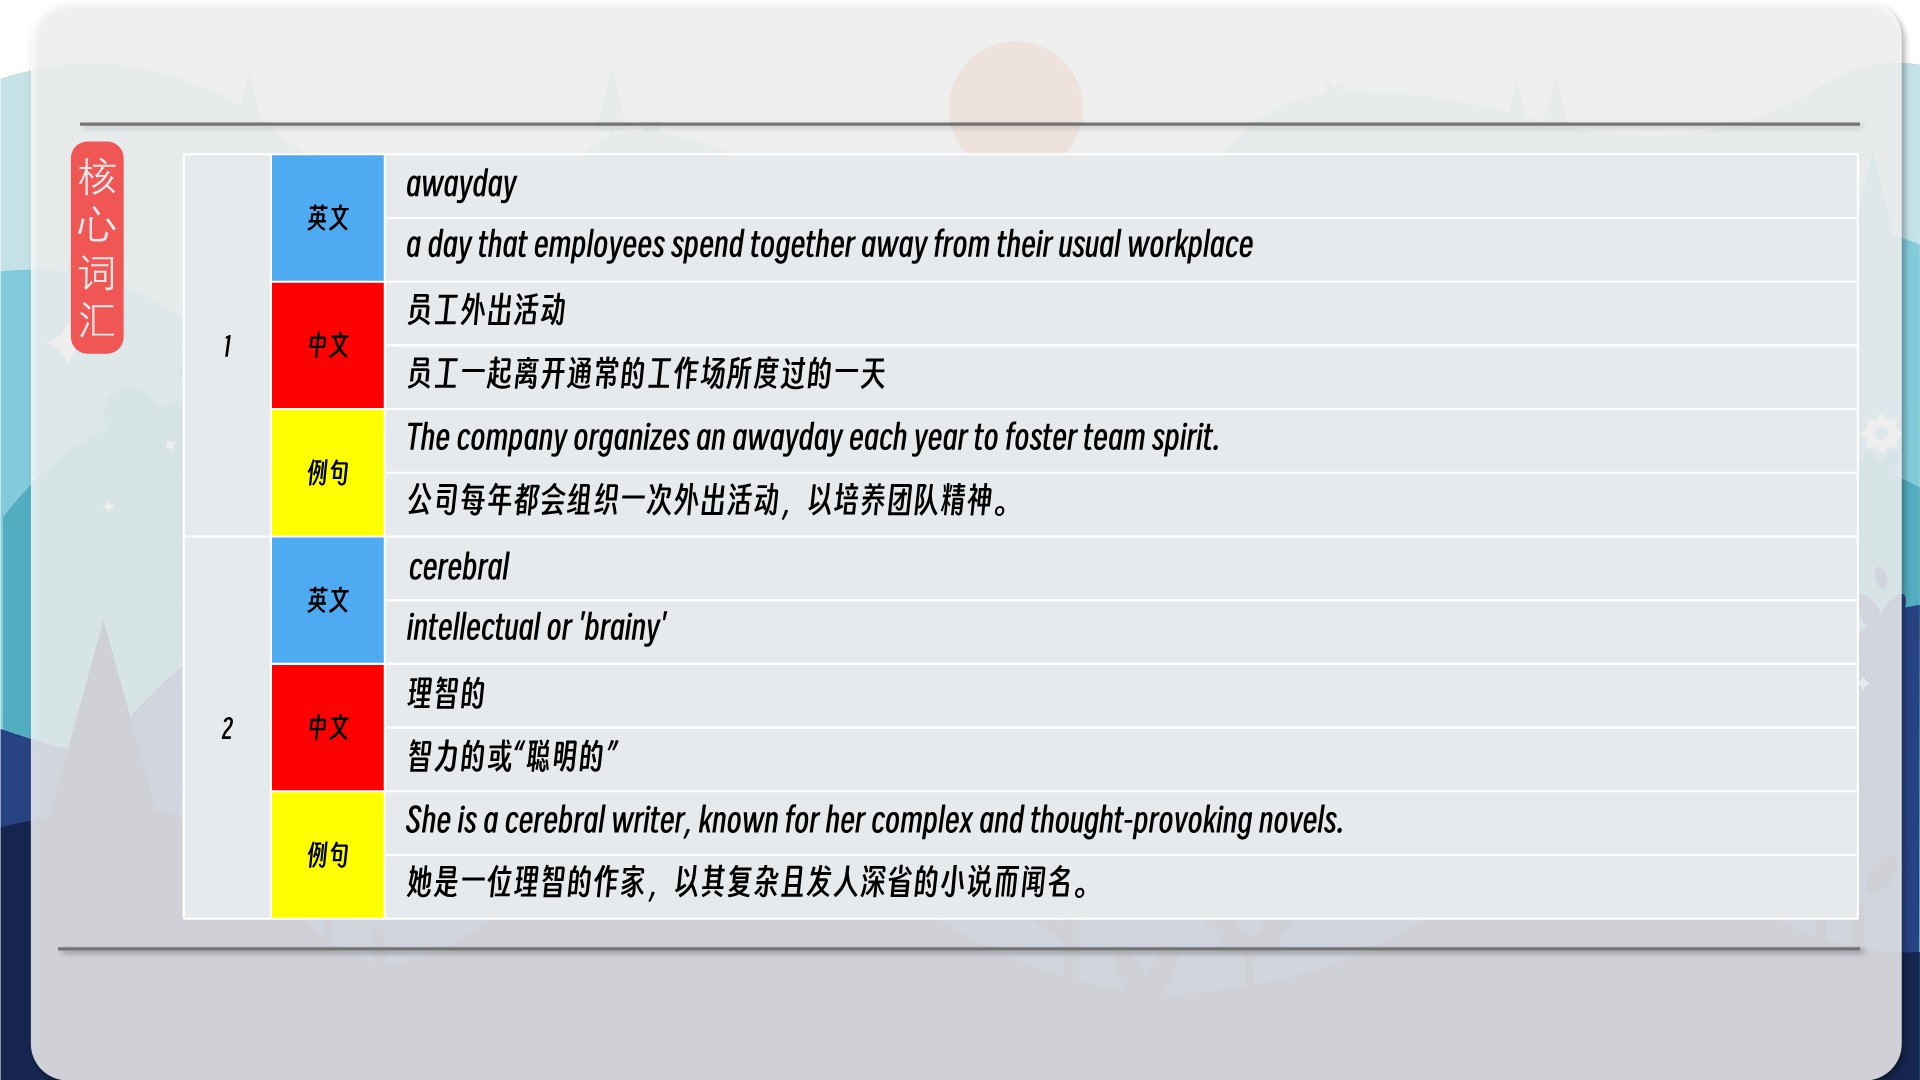 核
心
词
汇
1
英文
awayday
a day that employees spend together away from their usual workplace
中文
员工外出活动
员工一起离开通常的工作场所度过的一天
例句
The company organizes an awayday each year to foster team spirit.
公司每年都会组织一次外出活动，以培养团队精神。
2
英文
cerebral
intellectual or 'brainy'
中文
理智的
智力的或“聪明的”
例句
She is a cerebral writer, known for her complex and thought-provoking novels.
她是一位理智的作家，以其复杂且发人深省的小说而闻名。